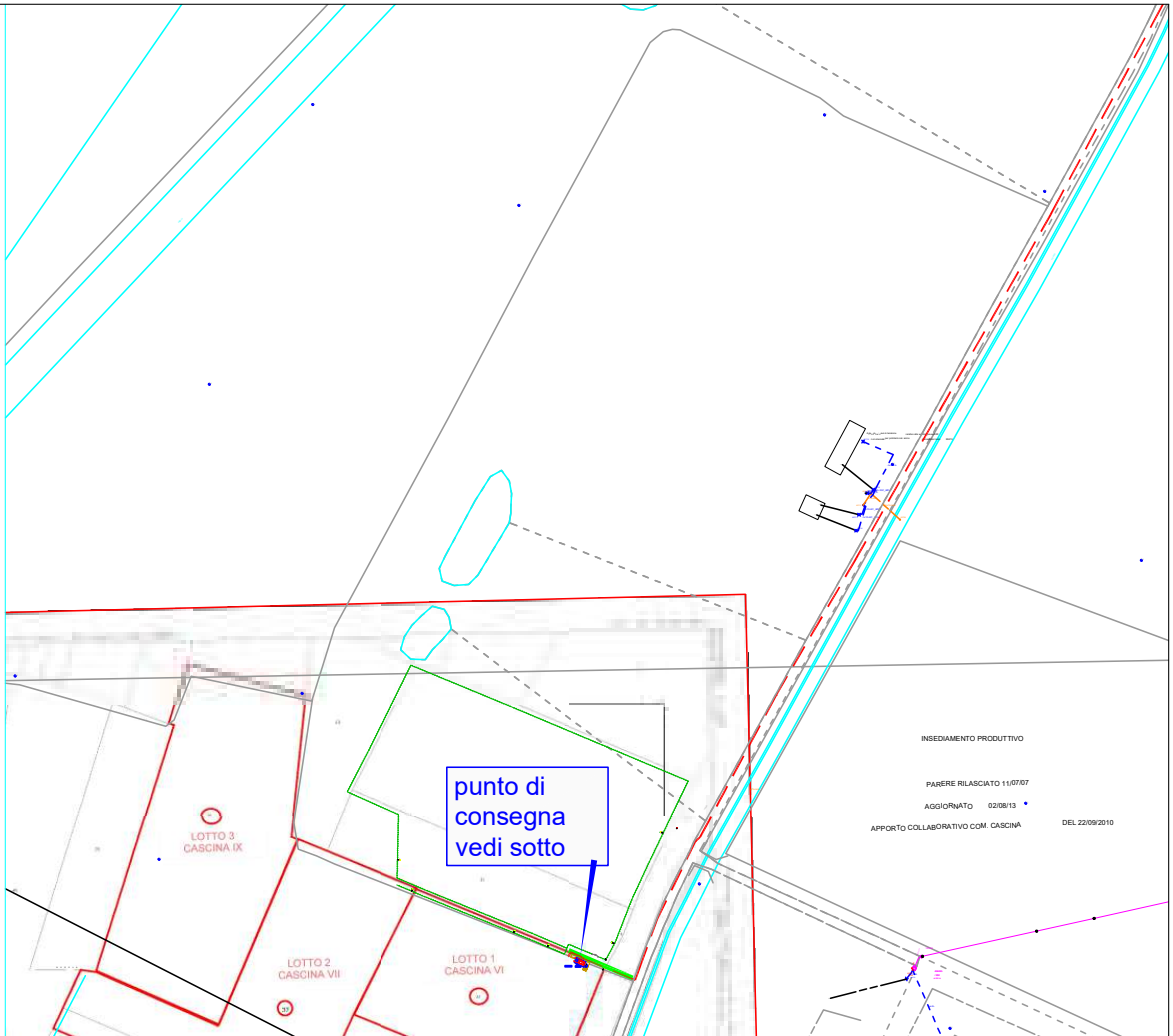 INSEDIAMENTO PRODUTTIVO
PARERE RILASCIATO 11/07/07
AGGIORNATO 02/08/13
APPORTO COLLABORATIVO COM. CASCINA DEL 22/09/2010
punto di
consegna
vedi sotto
LOTTO 3
CASCINA IX
LOTTO 2
CASCINA VII
37
LOTTO 1
CASCINA VI